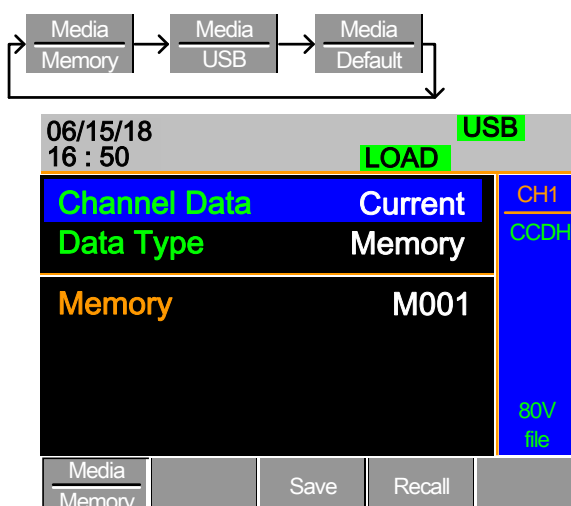 Media Media Media
Memory USB Default
06/15/18 USB
16 : 50 LOAD
Channel Data Current CH1
Data Type Memory CCDH
Memory M001
80V
file
Media
Memory Save Recall